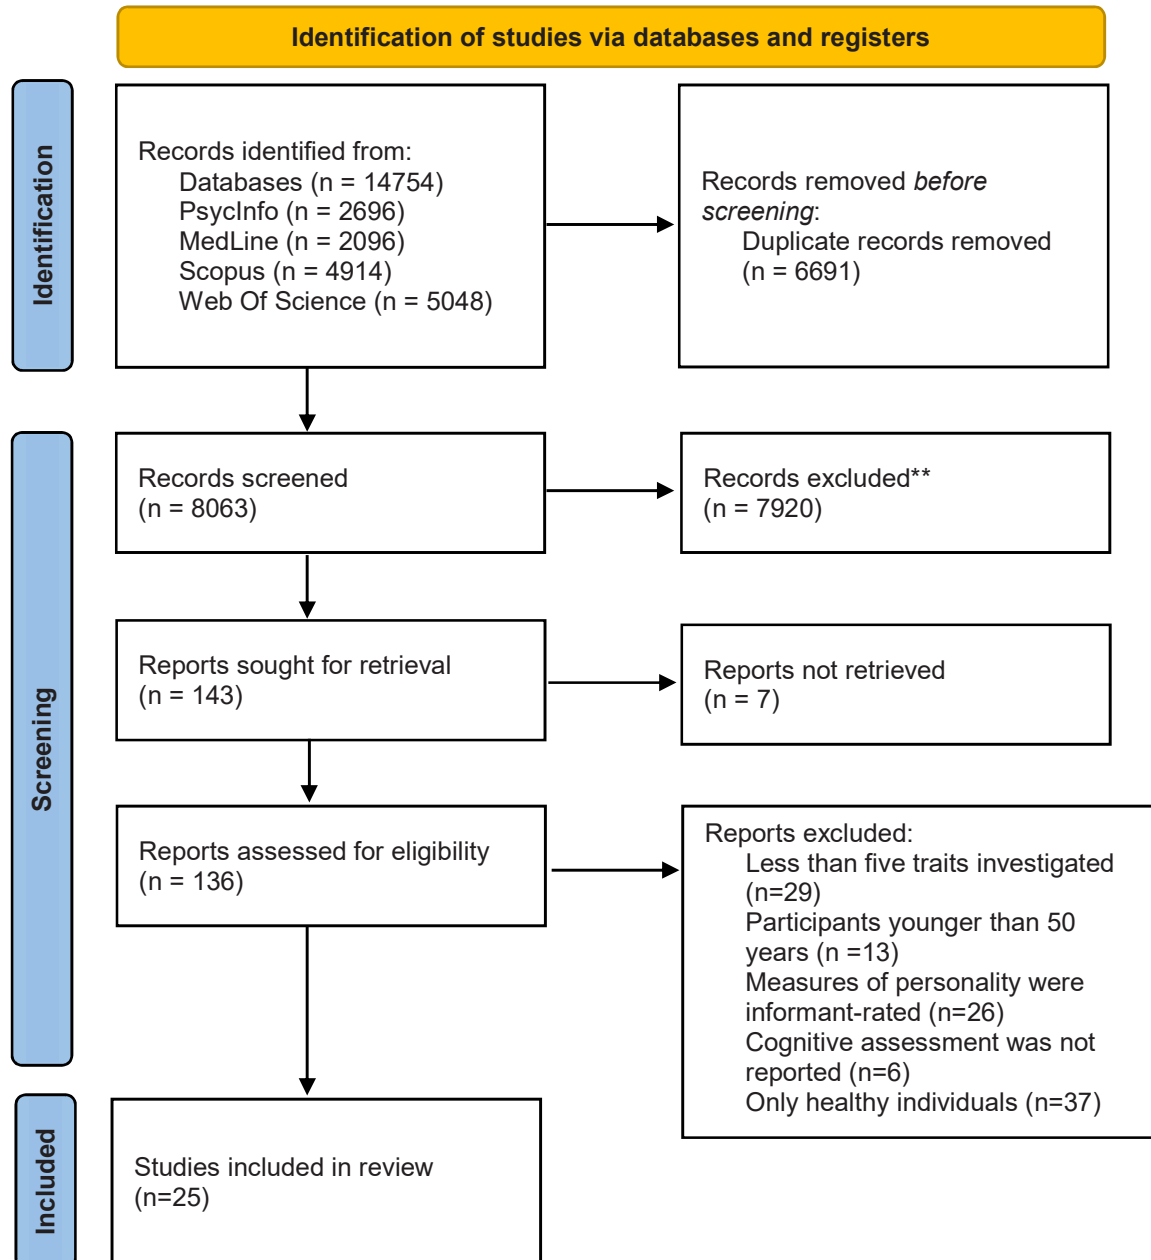 Identification of studies via databases and registers
Identification
Records identified from:
Databases (n = 14754)
PsycInfo (n = 2696)
MedLine (n = 2096)
Scopus (n = 4914)
Web Of Science (n = 5048)
Records removed before
screening:
Duplicate records removed
(n = 6691)
Screening
Records screened
(n = 8063)
Records excluded**
(n = 7920)
Reports sought for retrieval
(n = 143)
Reports not retrieved
(n = 7)
Reports assessed for eligibility
(n = 136)
Reports excluded:
Less than five traits investigated
(n=29)
Participants younger than 50
years (n =13)
Measures of personality were
informant-rated (n=26)
Cognitive assessment was not
reported (n=6)
Only healthy individuals (n=37)
Included
Studies included in review
(n=25)